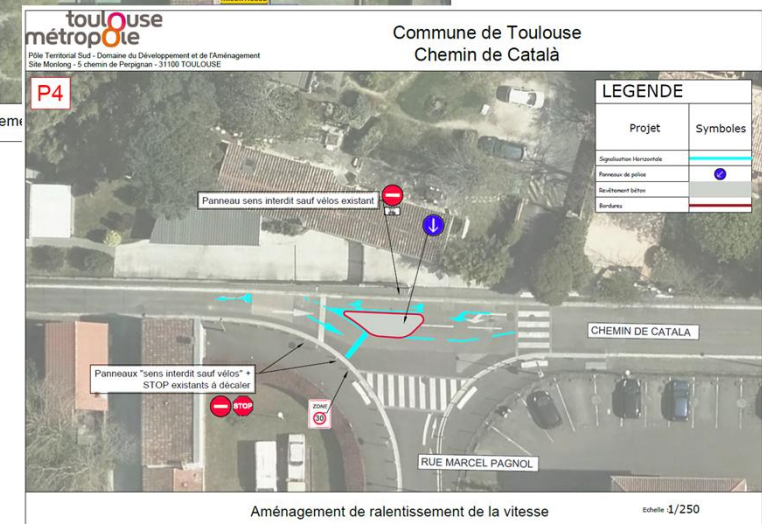 toulouse
métropole
Pôle Territorial Sud - Domaine du Développement et de l'Aménagement
Site Monlong - 5 chemin de Perpignan - 31100 TOULOUSE
Commune de Toulouse
Chemin de Català
P4
LEGENDE
Projet Symboles
Signalisation Horizontale
Panneaux de police
Revêtement béton
Bordures
Panneau sens interdit sauf vélos existant
CHEMIN DE CATALA
Panneaux "sens interdit sauf vélos" +
STOP existants à décaler
STOP
ZONE
30
RUE MARCEL PAGNOL
Aménagement de ralentissement de la vitesse
Echelle :1/250